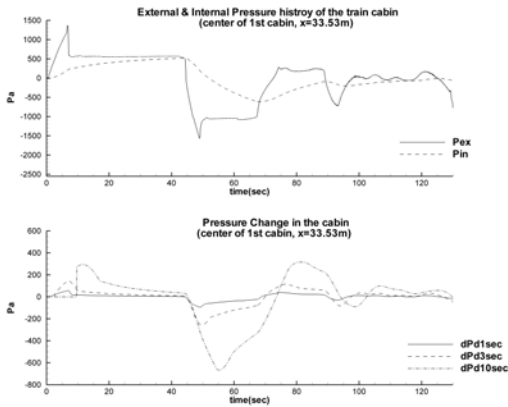 External & Internal Pressure histroy of the train cabin
(center of 1st cabin, x=33.53m)
1500
1000
500
0
-500
-1000
-1500
-2000
2500
Pa
Pex
Pin
0 20 40 60 80 100 120
time(sec)
Pressure Change in the cabin
(center of 1st cabin, x=33.53m)
400
200
0
-200
-400
-600
-800
Pa
dPd1sec
dPd3sec
dPd10sec
0 20 40 60 80 100 120
time(sec)